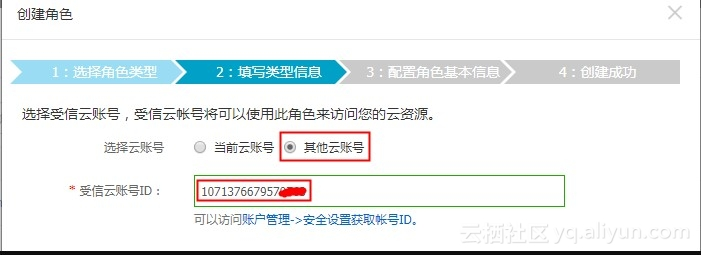 创建角色
1：选择角色类型 2：填写类型信息 3：配置角色基本信息 4：创建成功
选择受信云账号，受信云帐号将可以使用此角色来访问您的云资源。
选择云账号 当前云账号 其他云账号
* 受信云账号ID： 107137667957
可以访问账户管理->安全设置获取帐号ID。
云栖社区 yq.aliyun.com